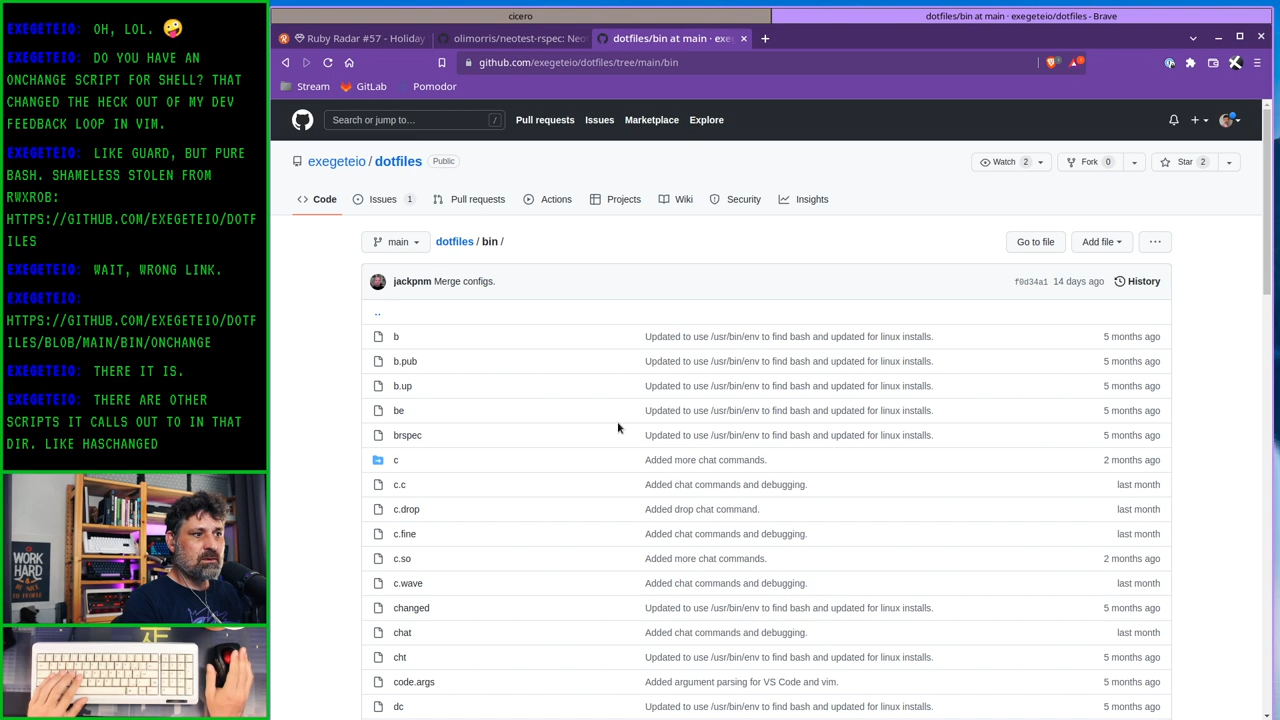 EXEGETEIO: OH, LOL. 🤪
EXEGETEIO: DO YOU HAVE AN
ONCHANGE SCRIPT FOR SHELL? THAT
CHANGED THE HECK OUT OF MY DEV
FEEDBACK LOOP IN VIM.
EXEGETEIO: LIKE GUARD, BUT PURE
BASH. SHAMELESS STOLEN FROM
RWXROB:
HTTPS://GITHUB.COM/EXEGETEIO/DOTF
ILES
EXEGETEIO: WAIT, WRONG LINK.
EXEGETEIO:
HTTPS://GITHUB.COM/EXEGETEIO/DOTF
ILES/BLOB/MAIN/BIN/ONCHANGE
EXEGETEIO: THERE IT IS.
EXEGETEIO: THERE ARE OTHER
SCRIPTS IT CALLS OUT TO IN THAT
DIR. LIKE HASCHANGED
WORK
HARD
cicero
dotfiles/bin at main · exegeteio/dotfiles - Brave
Ruby Radar #57 - Holiday
olimorris/neotest-rspec: Neo
dotfiles/bin at main · exe
github.com/exegeteio/dotfiles/tree/main/bin
Stream GitLab Pomodor
Search or jump to… /
Pull requests Issues Marketplace Explore
exegeteio / dotfiles Public
Watch 2 Fork 0 Star 2
Code Issues 1 Pull requests Actions Projects Wiki Security Insights
main dotfiles / bin / Go to file Add file
jackpnm Merge configs. f0d34a1 14 days ago History
..
b Updated to use /usr/bin/env to find bash and updated for linux installs. 5 months ago
b.pub Updated to use /usr/bin/env to find bash and updated for linux installs. 5 months ago
b.up Updated to use /usr/bin/env to find bash and updated for linux installs. 5 months ago
be Updated to use /usr/bin/env to find bash and updated for linux installs. 5 months ago
brspec Updated to use /usr/bin/env to find bash and updated for linux installs. 5 months ago
c Added more chat commands. 2 months ago
c.c Added chat commands and debugging. last month
c.drop Added drop chat command. last month
c.fine Added chat commands and debugging. last month
c.so Added more chat commands. 2 months ago
c.wave Added chat commands and debugging. last month
changed Updated to use /usr/bin/env to find bash and updated for linux installs. 5 months ago
chat Added chat commands and debugging. last month
cht Updated to use /usr/bin/env to find bash and updated for linux installs. 5 months ago
code.args Added argument parsing for VS Code and vim. 5 months ago
dc Updated to use /usr/bin/env to find bash and updated for linux installs. 5 months ago